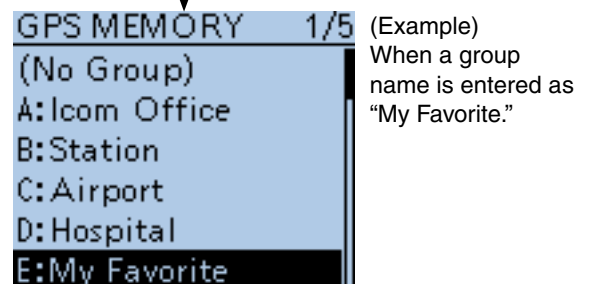 GPS MEMORY 1/5
(No Group)
A:Icom Office
B:Station
C:Airport
D:Hospital
E:My Favorite
(Example)
When a group
name is entered as
“My Favorite.”